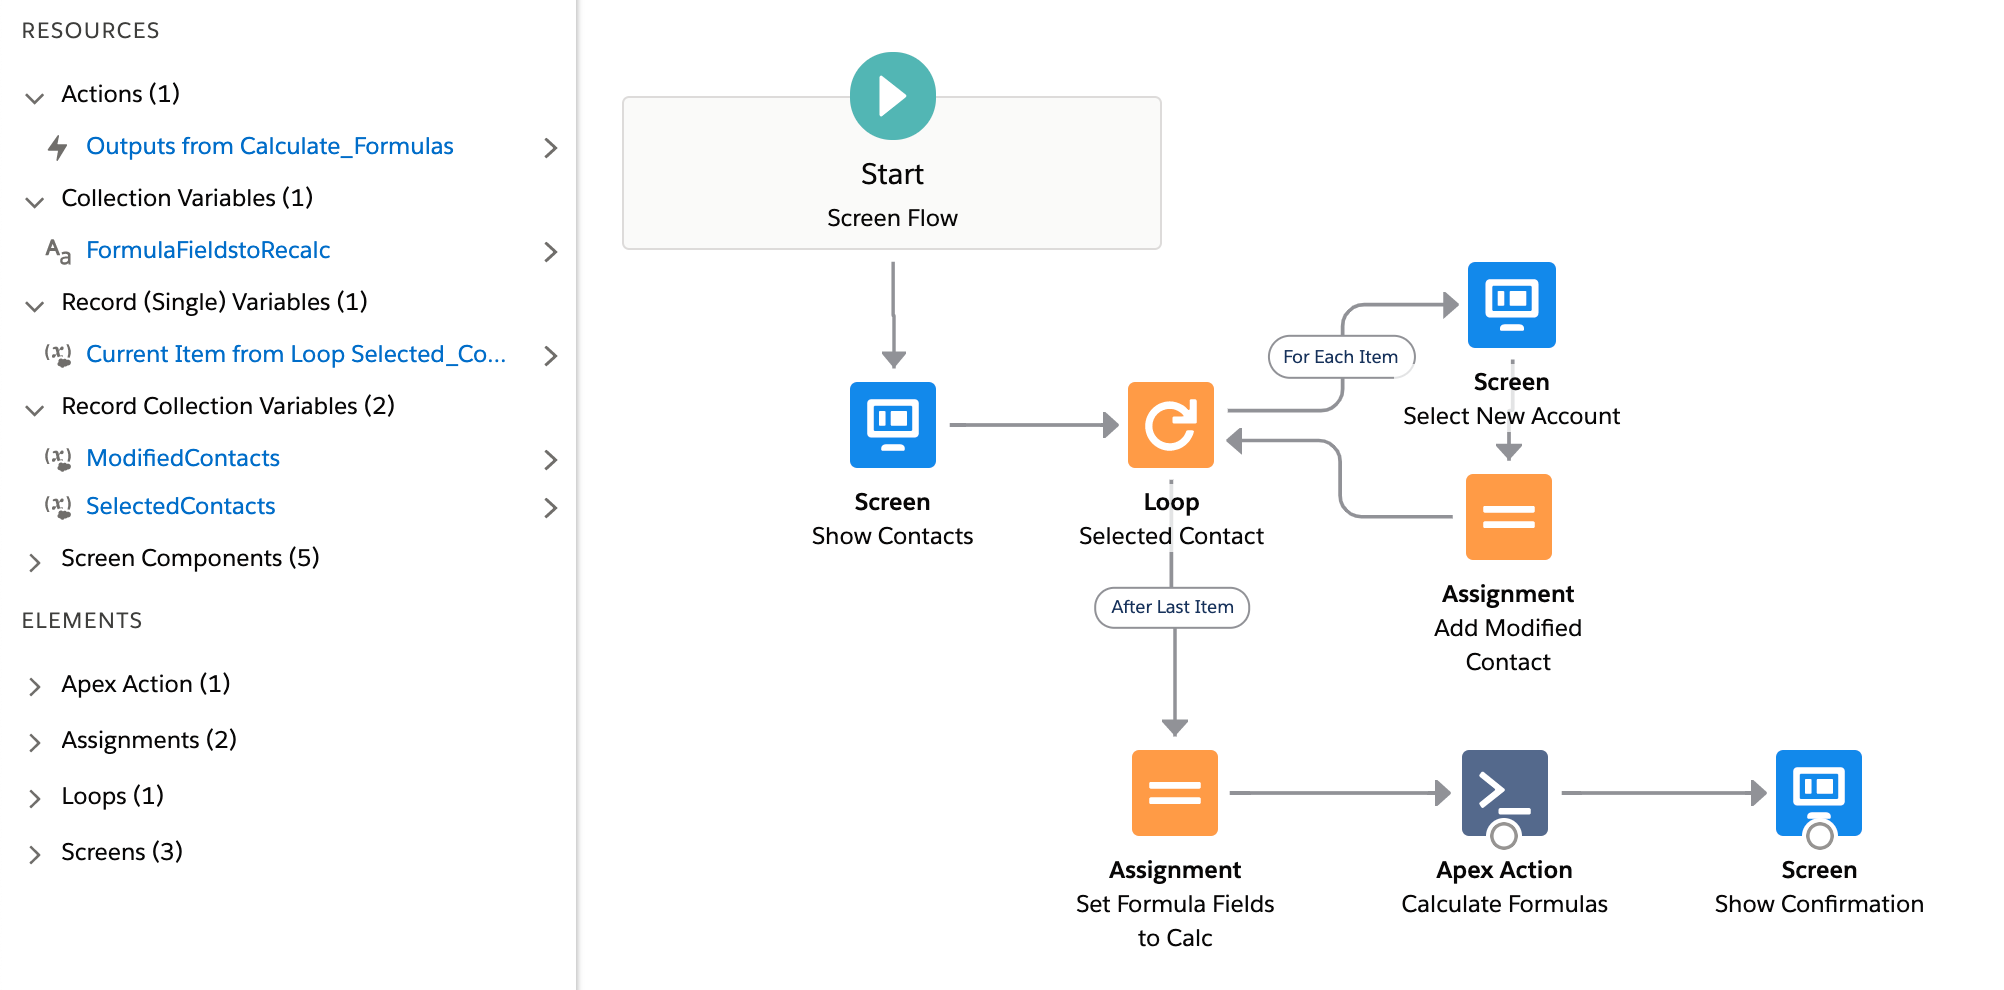 RESOURCES
Actions (1)
Outputs from Calculate_Formulas
Collection Variables (1)
Aa FormulaFieldstoRecalc
Record (Single) Variables (1)
(x) Current Item from Loop Selected_Co...
Record Collection Variables (2)
(x) ModifiedContacts
(x) SelectedContacts
Screen Components (5)
ELEMENTS
Apex Action (1)
Assignments (2)
Loops (1)
Screens (3)
Start
Screen Flow
Screen
Show Contacts
Loop
Selected Contact
For Each Item
Screen
Select New Account
Assignment
Add Modified
Contact
After Last Item
Assignment
Set Formula Fields
to Calc
Apex Action
Calculate Formulas
Screen
Show Confirmation